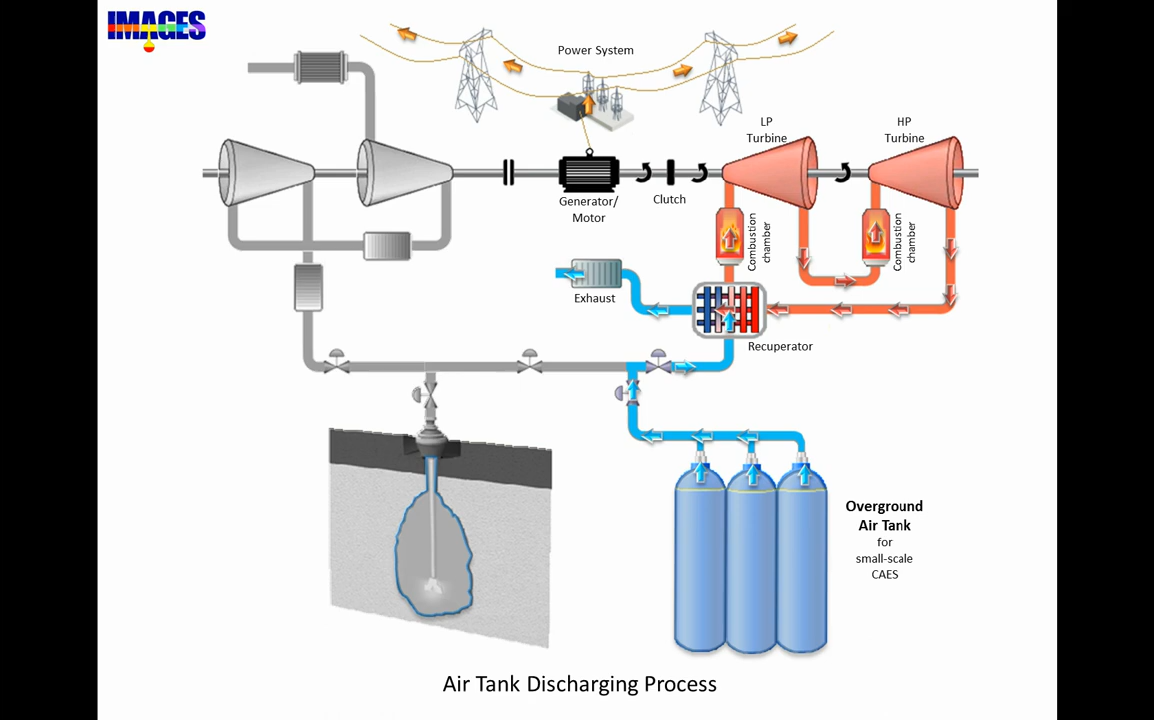 IMAGES
Power System
LP
Turbine
HP
Turbine
Generator/
Motor
Clutch
Combustion
chamber
Combustion
chamber
Exhaust
Recuperator
Overground
Air Tank
for
small-scale
CAES
Air Tank Discharging Process